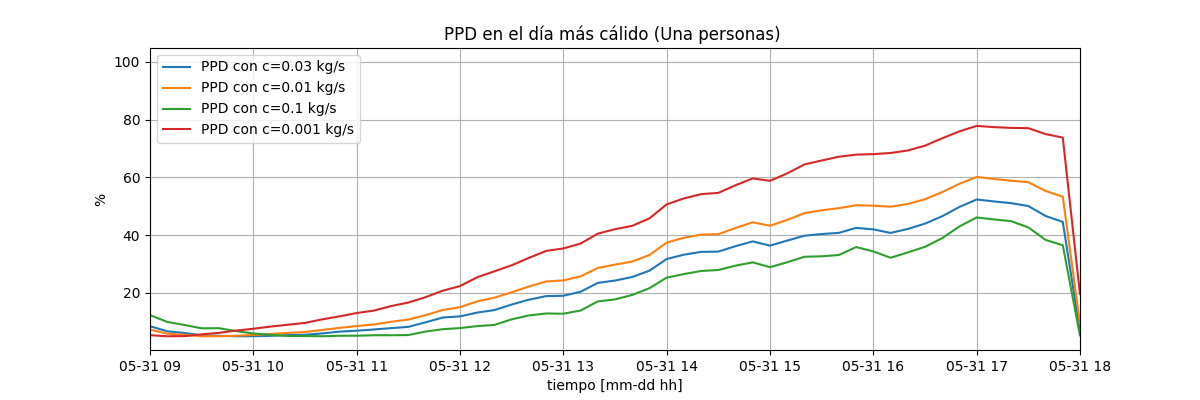 PPD en el día más cálido (Una personas)
PPD con c=0.03 kg/s
PPD con c=0.01 kg/s
PPD con c=0.1 kg/s
PPD con c=0.001 kg/s
100
80
60
40
20
%
05-31 09 05-31 10 05-31 11 05-31 12 05-31 13 05-31 14 05-31 15 05-31 16 05-31 17 05-31 18
tiempo [mm-dd hh]